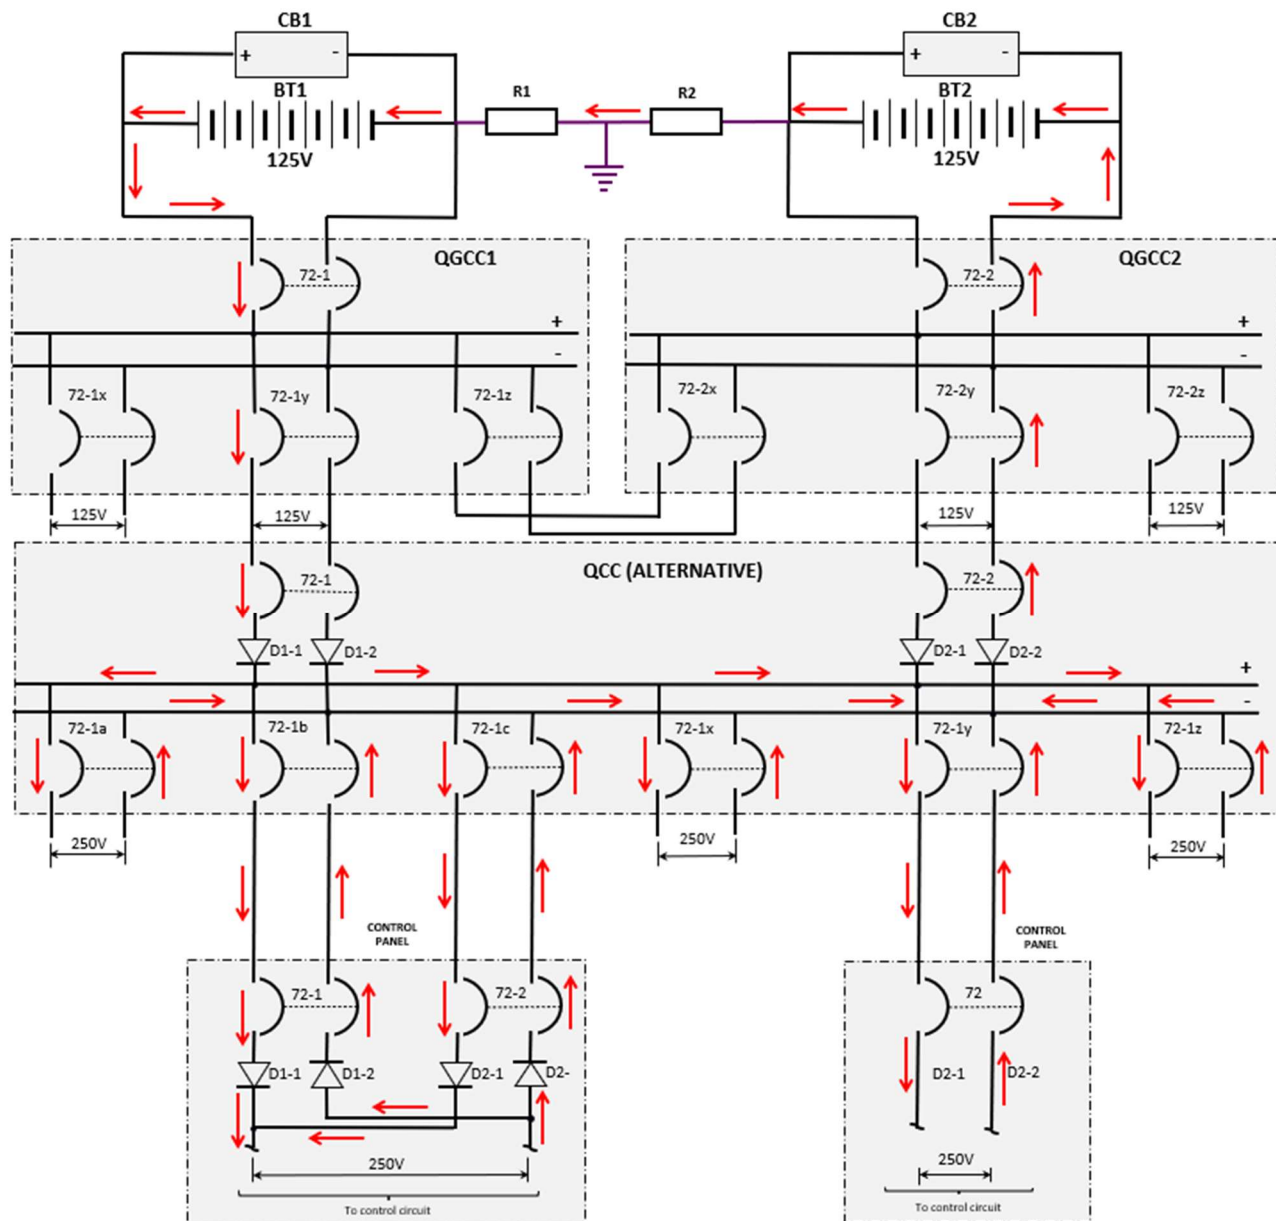 CB1
CB2
+ -
+ -
BT1
R1
R2
BT2
125V
125V
QGCC1
QGCC2
72-1
72-2
+
+
-
-
72-1x
72-1y
72-1z
72-2x
72-2y
72-2z
125V
125V
125V
125V
QCC (ALTERNATIVE)
72-1
72-2
D1-1
D1-2
D2-1
D2-2
+
-
72-1a
72-1b
72-1c
72-1x
72-1y
72-1z
250V
250V
250V
CONTROL
PANEL
CONTROL
PANEL
72-1
72-2
72
D1-1
D1-2
D2-1
D2-
D2-1
D2-2
250V
250V
To control circuit
To control circuit